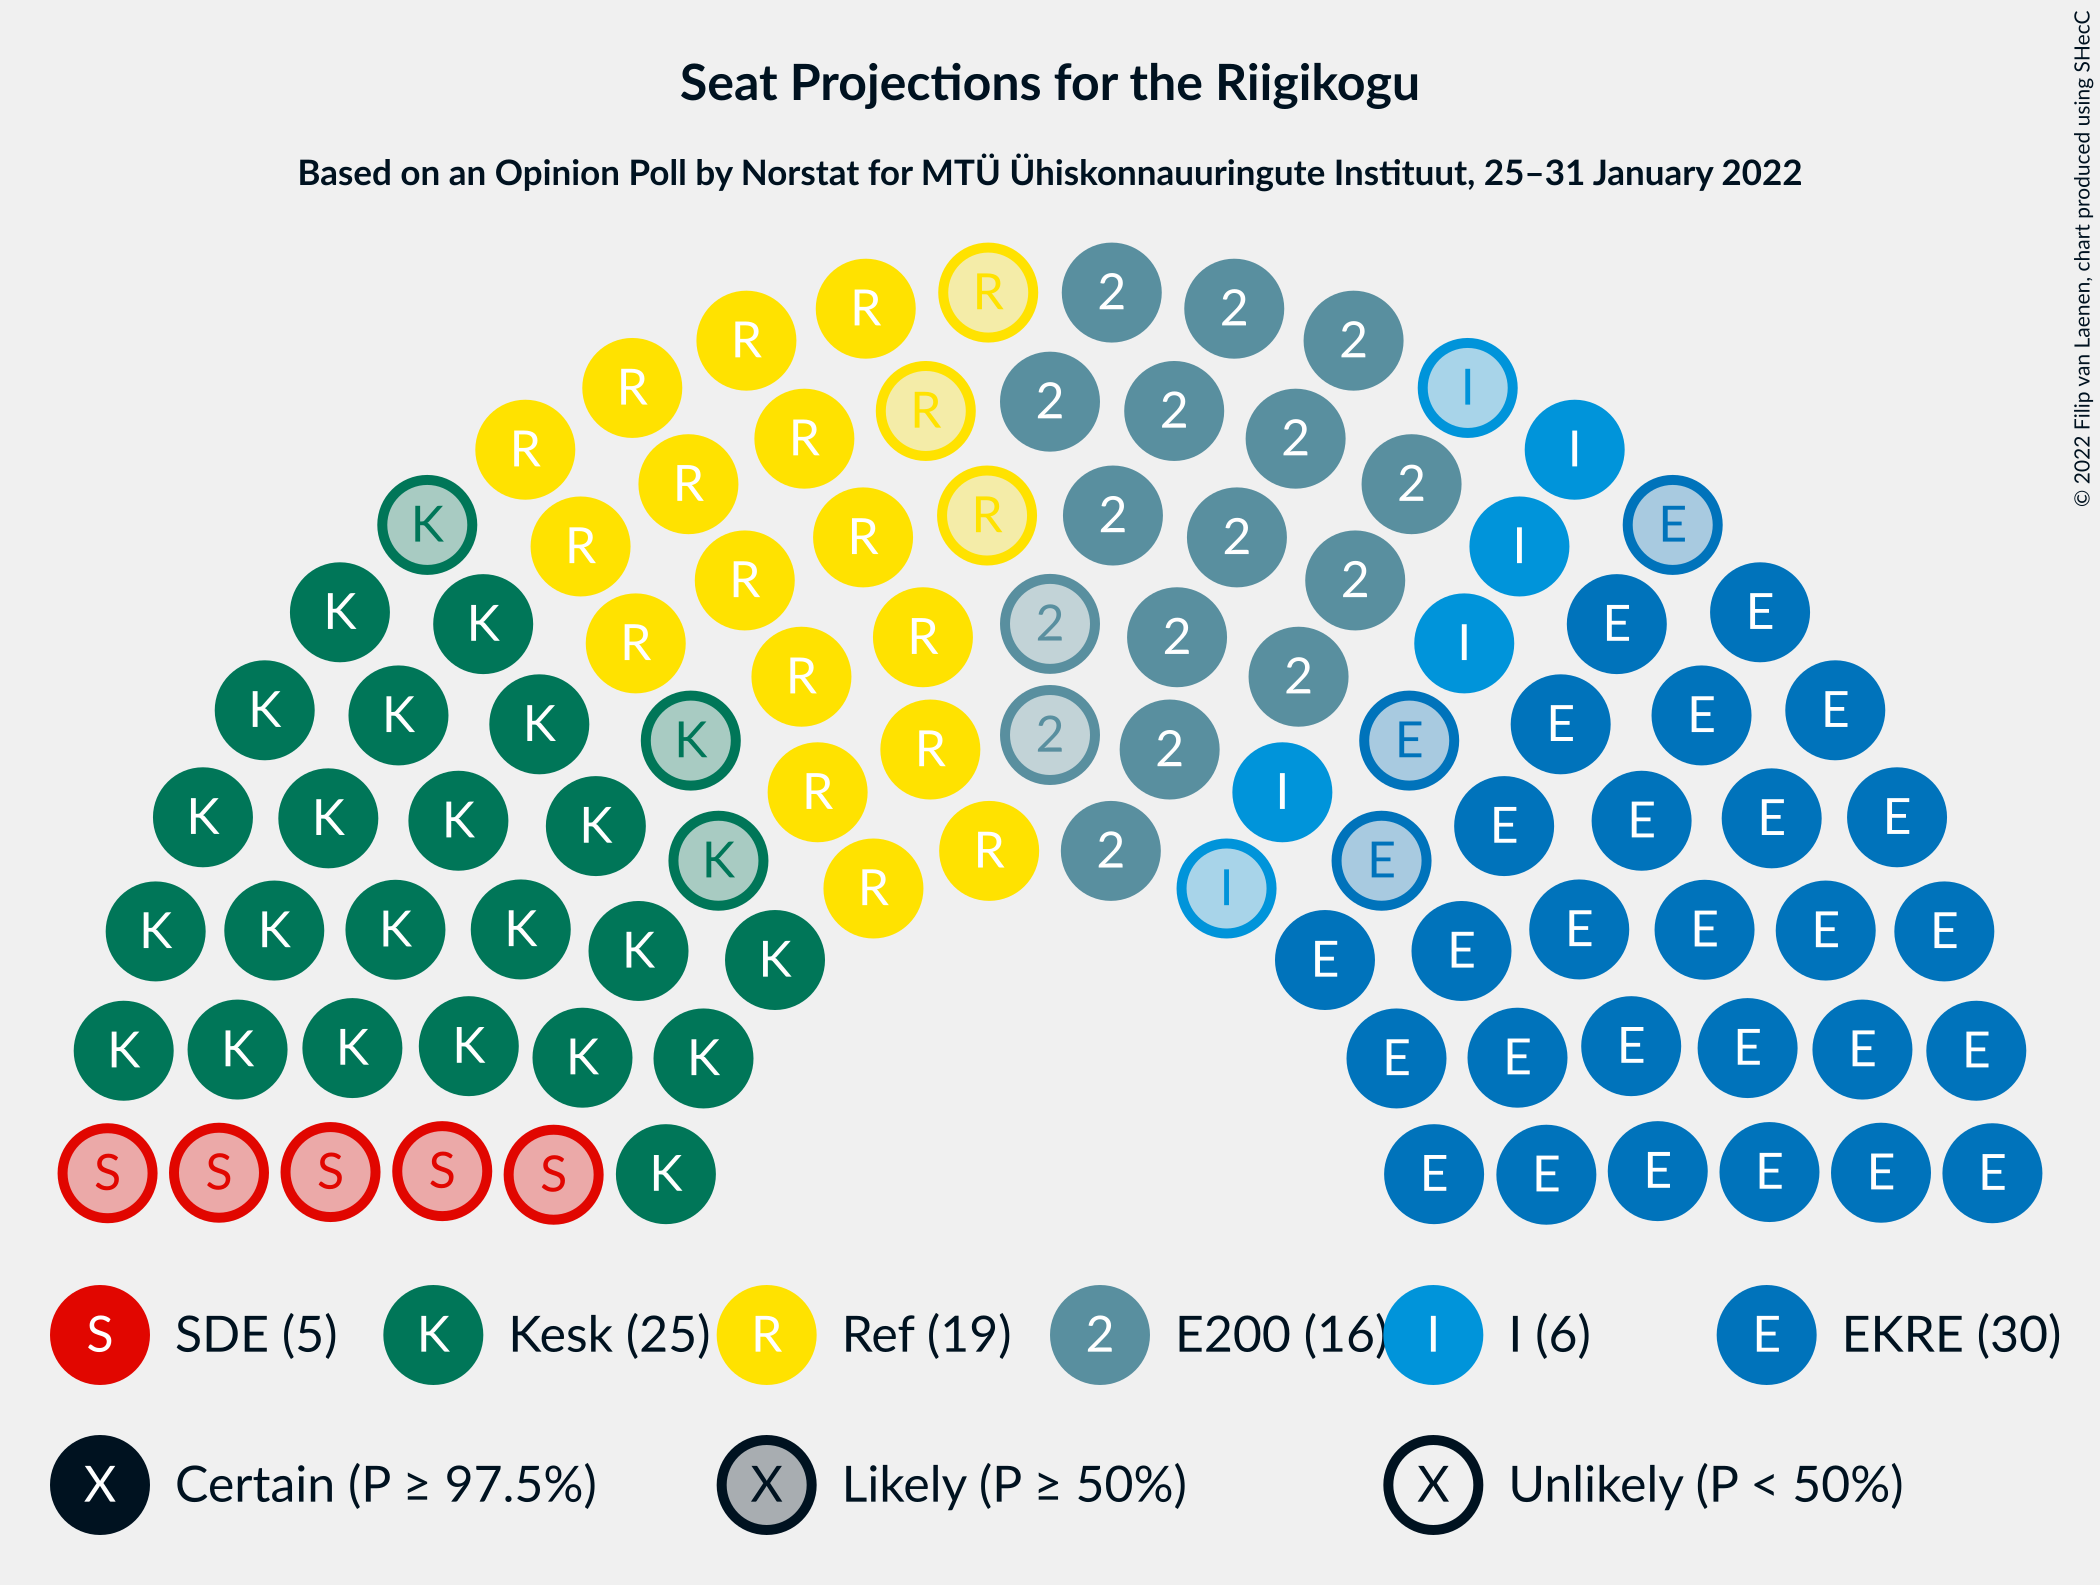 Seat Projections for the Riigikogu
Based on an Opinion Poll by Norstat for MTÜ Ühiskonnauuringute Instituut, 25–31 January 2022
© 2022 Filip van Laenen, chart produced using SHecC
R R 2 2
R R 2
R 2 I
R R 2 2
R 2 I
R 2
K R R 2 E
R R 2 I
R 2
K K R R 2 2 I E E
R 2
K K K K R R 2 2 I E E E E E
K K K K R I E E E E
K R 2 E
R I
K K K K K K E E E E E E
K K K K K K E E E E E E
S S S S S K E E E E E E
S SDE (5) K Kesk (25) R Ref (19) 2 E200 (16) I I (6) E EKRE (30)
X Certain (P ≥ 97.5%) X Likely (P ≥ 50%) X Unlikely (P < 50%)